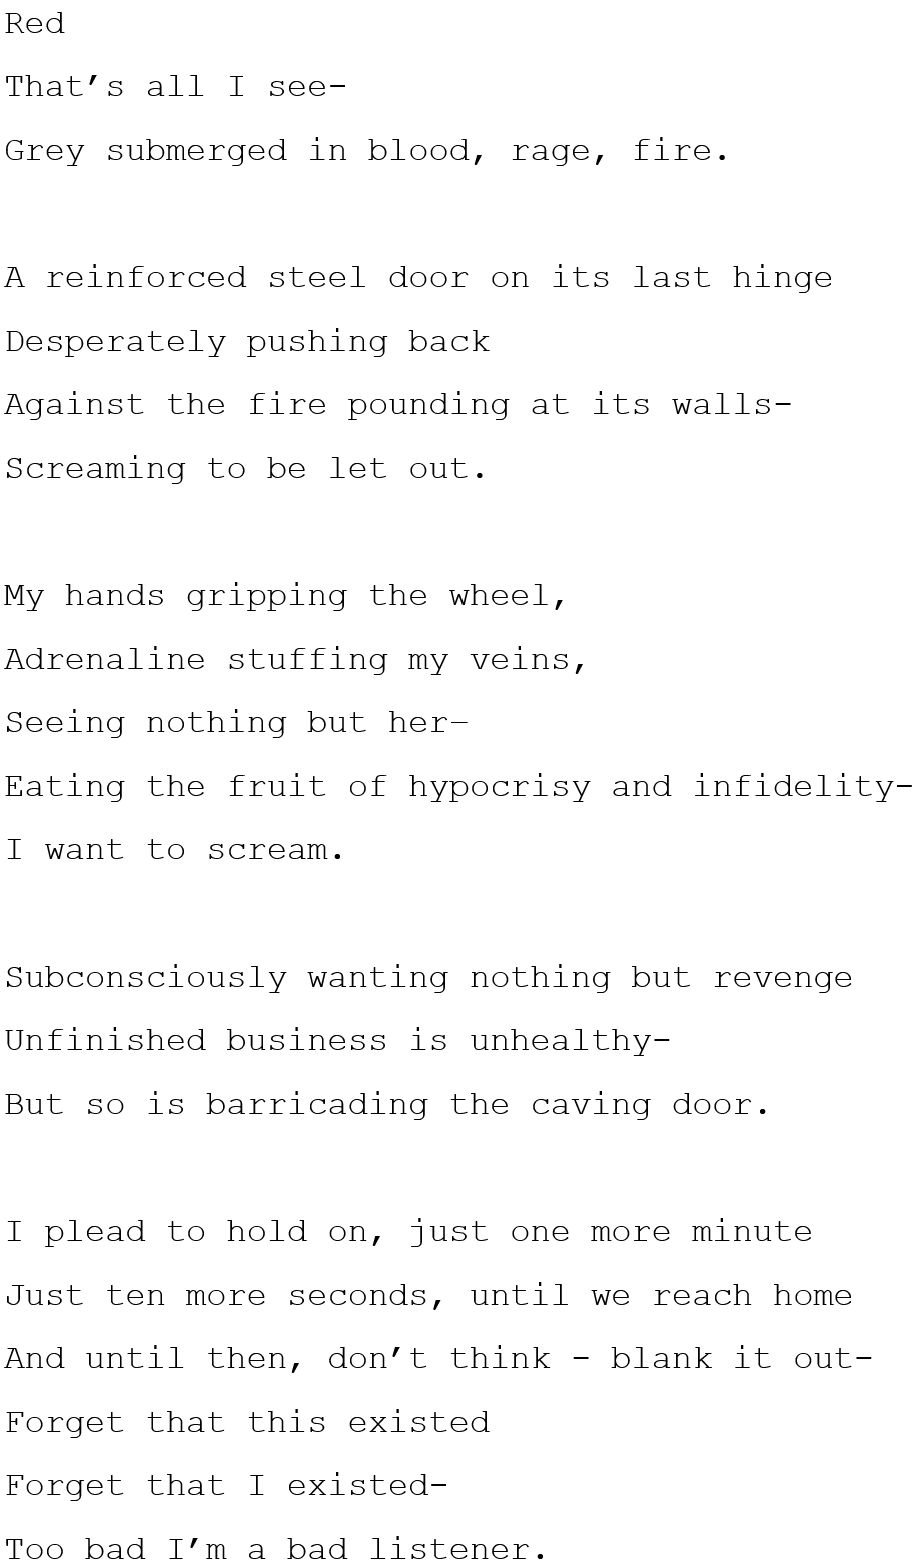 Red
That’s all I see-
Grey submerged in blood, rage, fire.
A reinforced steel door on its last hinge
Desperately pushing back
Against the fire pounding at its walls-
Screaming to be let out.
My hands gripping the wheel,
Adrenaline stuffing my veins,
Seeing nothing but her–
Eating the fruit of hypocrisy and infidelity-
I want to scream.
Subconsciously wanting nothing but revenge
Unfinished business is unhealthy-
But so is barricading the caving door.
I plead to hold on, just one more minute
Just ten more seconds, until we reach home
And until then, don’t think - blank it out-
Forget that this existed
Forget that I existed-
Too bad I’m a bad listener.